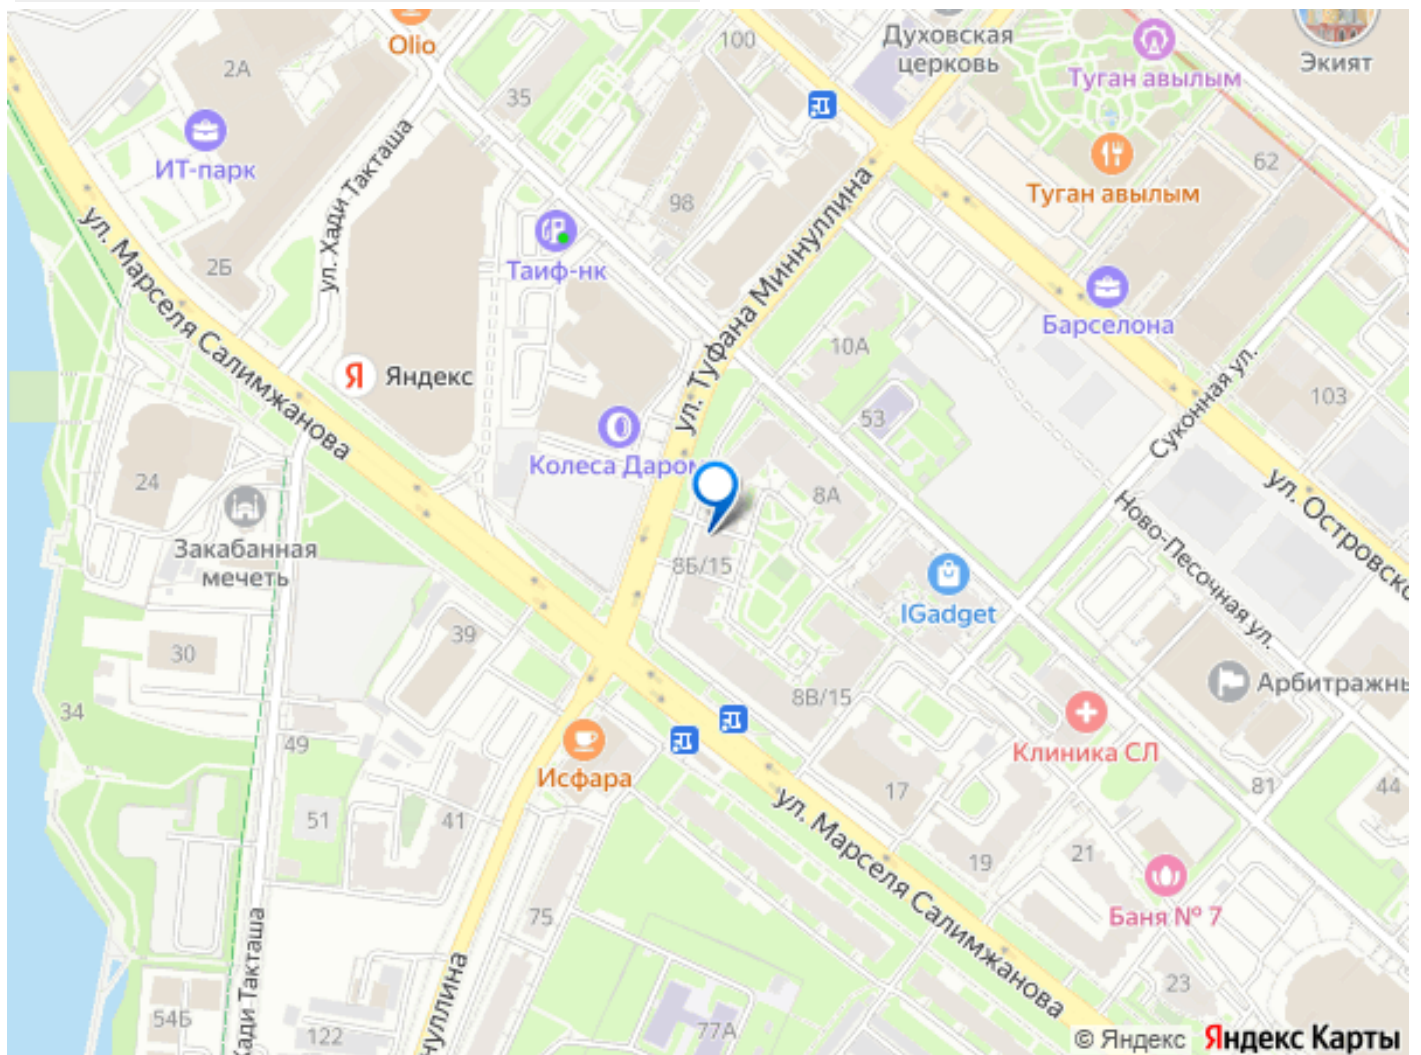 Olio
100
Духовская
церковь
Туган авылым
Экият
2А
35
ИТ-парк
ул. Хади Такташа
98
Туган авылым
62
ул. Марселя Салимжанова
2Б
Таиф-нк
ул. Туфана Миннуллина
Барселона
10А
Яндекс
53
103
Суконная ул.
Колеса Даром
24
8А
ул. Островско
Ново-Песочная ул.
Закабанная
мечеть
8Б/15
IGadget
39
30
Арбитражны
8В/15
34
49
Клиника СЛ
Исфара
17
81
44
51
41
ул. Марселя Салимжанова
19
21
75
Баня № 7
Хади Такташа
нуллина
23
54Б
122
77А
© Яндекс Яндекс Карты